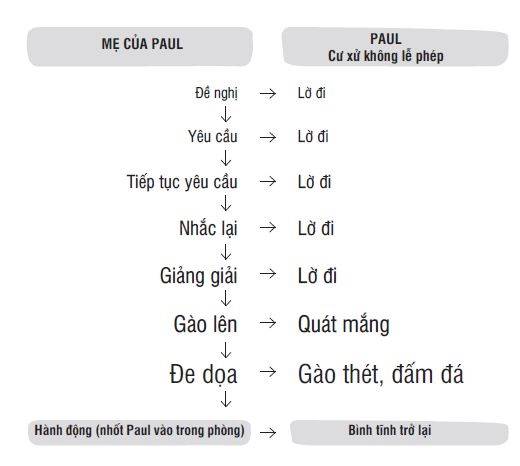 MẸ CỦA PAUL
PAUL
Cư xử không lễ phép
Đề nghị → Lờ đi
Yêu cầu → Lờ đi
Tiếp tục yêu cầu → Lờ đi
Nhắc lại → Lờ đi
Giảng giải → Lờ đi
Gào lên → Quát mắng
Đe dọa → Gào thét, đấm đá
Hành động (nhốt Paul vào trong phòng) → Bình tĩnh trở lại